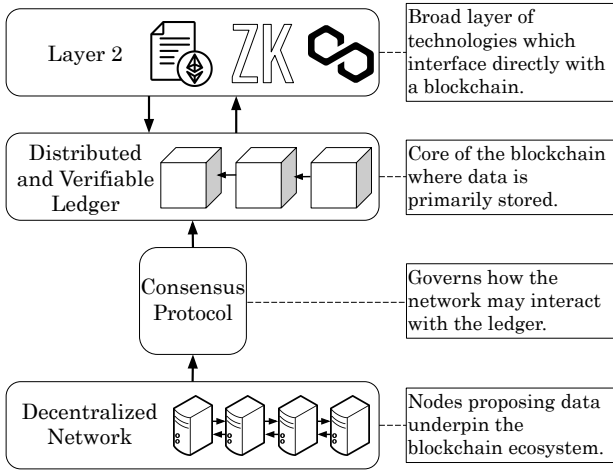 Layer 2
ZK
Broad layer of
technologies which
interface directly with
a blockchain.
Distributed
and Verifiable
Ledger
Core of the blockchain
where data is
primarily stored.
Consensus
Protocol
Governs how the
network may interact
with the ledger.
Decentralized
Network
Nodes proposing data
underpin the
blockchain ecosystem.